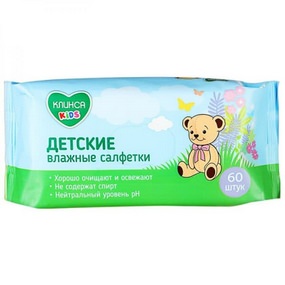 КЛИНСА
KIDS
ДЕТСКИЕ
влажные салфетки
• Хорошо очищают и освежают
• Не содержат спирт
• Нейтральный уровень pH
60
ШТУК